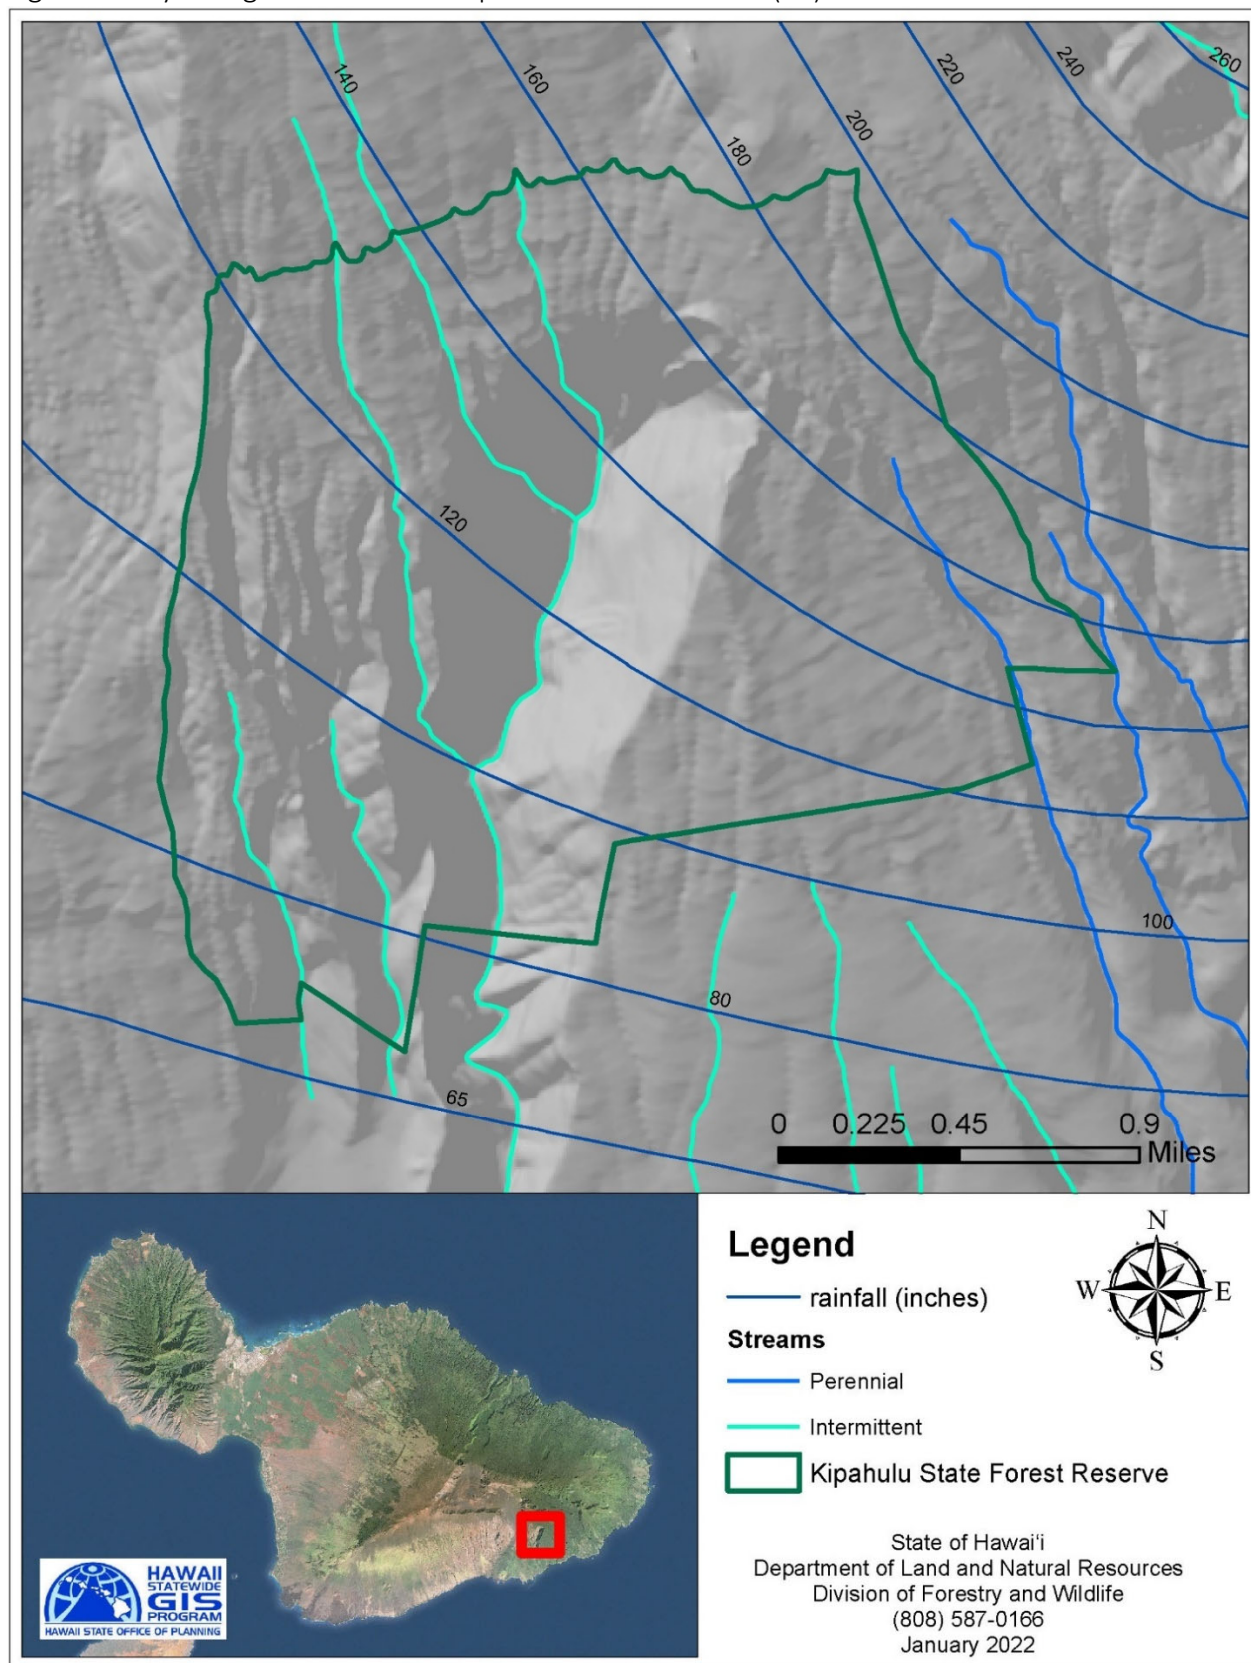 140
160
180
200
220
240
260
120
100
80
65
0 0.225 0.45 0.9
Miles
Legend
rainfall (inches)
Streams
Perennial
Intermittent
Kipahulu State Forest Reserve
N
W E
S
State of Hawai‘i
Department of Land and Natural Resources
Division of Forestry and Wildlife
(808) 587-0166
January 2022
HAWAII
STATEWIDE
GIS
PROGRAM
HAWAII STATE OFFICE OF PLANNING